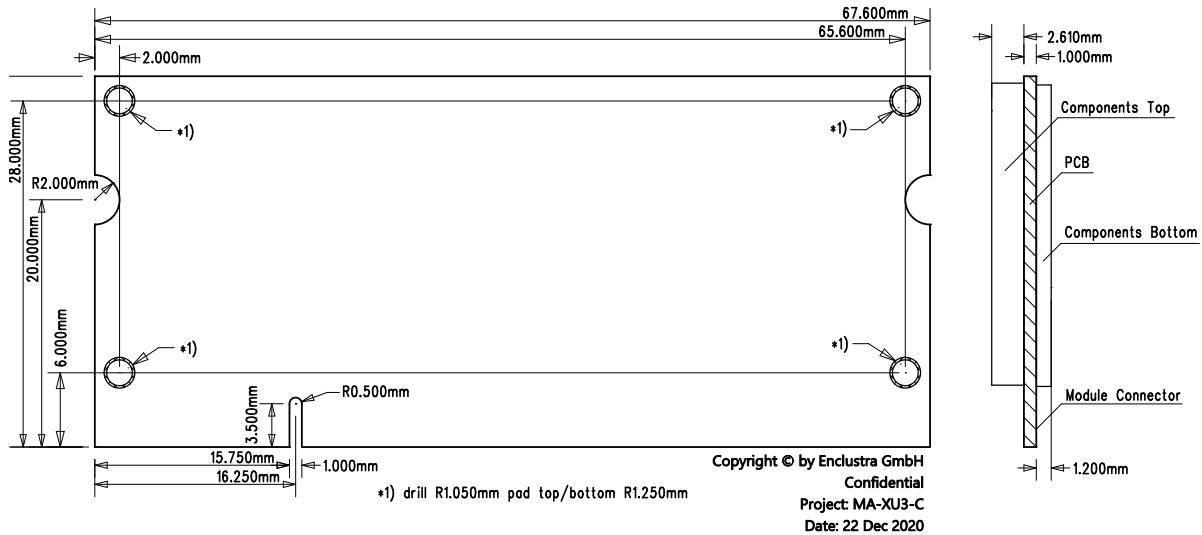 67.600mm
65.600mm
2.000mm
2.610mm
1.000mm
*1)
*1)
Components Top
28.000mm
R2.000mm
PCB
20.000mm
Components Bottom
6.000mm
*1)
*1)
3.500mm
R0.500mm
Module Connector
15.750mm
1.000mm
16.250mm
1.200mm
*1) drill R1.050mm pad top/bottom R1.250mm
Copyright © by Enclustra GmbH
Confidential
Project: MA-XU3-C
Date: 22 Dec 2020